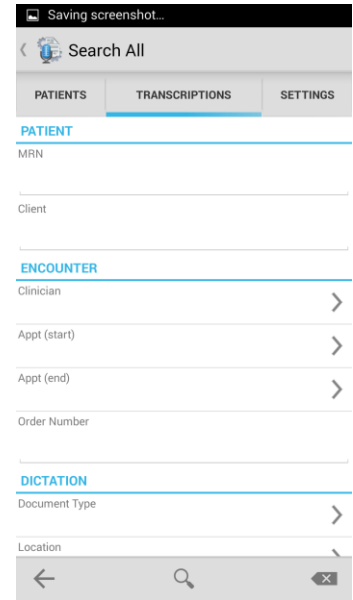 Saving screenshot…
Search All
PATIENTS TRANSCRIPTIONS SETTINGS
PATIENT
MRN
Client
ENCOUNTER
Clinician
Appt (start)
Appt (end)
Order Number
DICTATION
Document Type
Location